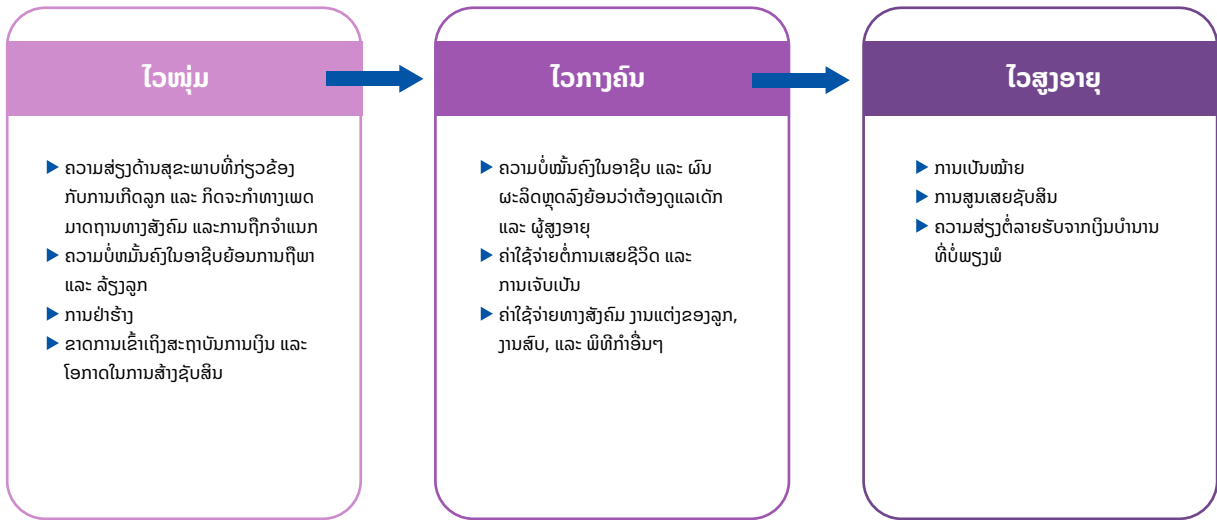 ໄວໜຸ່ມ
ຄວາມສ່ຽງດ້ານສຸຂະພາບທີ່ກ່ຽວຂ້ອງ
ກັບການເກີດລູກ ແລະ ກິດຈະກຳທາງເພດ
ມາດຖານທາງສັງຄົມ ແລະການຖືກຈຳແນກ
ຄວາມບໍ່ຫມັ້ນຄົງໃນອາຊີບຍ້ອນການຖືພາ
ແລະ ລ້ຽງລູກ
ການຢ່າຮ້າງ
ຂາດການເຂົ້າເຖິງສະຖາບັນການເງິນ ແລະ
ໂອກາດໃນການສ້າງຊັບສິນ
ໄວກາງຄົນ
ຄວາມບໍ່ໝັ້ນຄົງໃນອາຊີບ ແລະ ຜົນ
ຜະລິດຫຼຸດລົງຍ້ອນວ່າຕ້ອງດູແລເດັກ
ແລະ ຜູ້ສູງອາຍຸ
ຄ່າໃຊ້ຈ່າຍຕໍ່ການເສຍຊີວິດ ແລະ
ການເຈັບເປັນ
ຄ່າໃຊ້ຈ່າຍທາງສັງຄົມ ງານແຕ່ງຂອງລູກ,
ງານສົບ, ແລະ ພິທີກຳອື່ນໆ
ໄວສູງອາຍຸ
ການເປັນໝ້າຍ
ການສູນເສຍຊັບສິນ
ຄວາມສ່ຽງຕໍ່ລາຍຮັບຈາກເງິນບຳນານ
ທີ່ບໍ່ພຽງພໍ